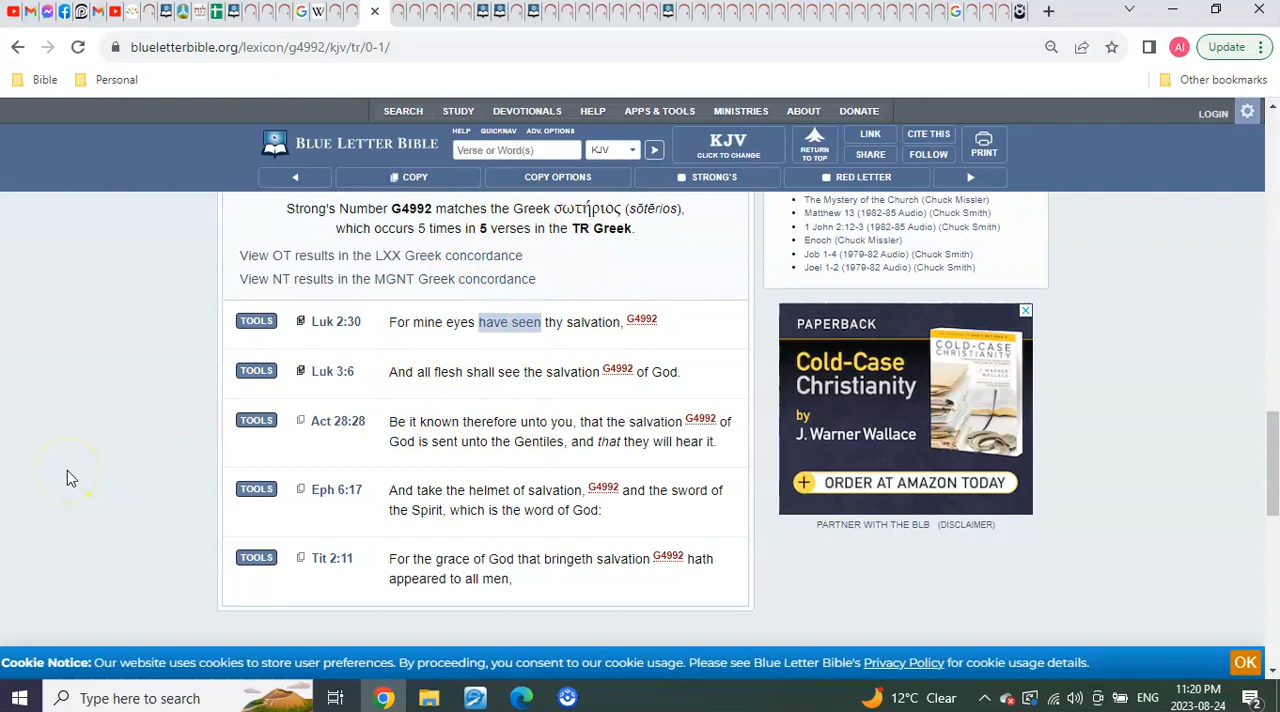 blueletterbible.org/lexicon/g4992/kjv/tr/0-1/
AI
Update
Bible
Personal
Other bookmarks
SEARCH STUDY DEVOTIONALS HELP APPS & TOOLS MINISTRIES ABOUT DONATE
LOGIN
BLUE LETTER BIBLE
HELP QUICKNAV ADV. OPTIONS
Verse or Word(s)
KJV
KJV
CLICK TO CHANGE
RETURN
TO TOP
LINK
CITE THIS
SHARE
FOLLOW
PRINT
COPY
COPY OPTIONS
STRONG'S
RED LETTER
Strong's Number G4992 matches the Greek σωτήριος (sōtērios),
which occurs 5 times in 5 verses in the TR Greek.
View OT results in the LXX Greek concordance
View NT results in the MGNT Greek concordance
TOOLS Luk 2:30 For mine eyes have seen thy salvation, G4992
TOOLS Luk 3:6 And all flesh shall see the salvation G4992 of God.
TOOLS Act 28:28 Be it known therefore unto you, that the salvation G4992 of
God is sent unto the Gentiles, and that they will hear it.
TOOLS Eph 6:17 And take the helmet of salvation, G4992 and the sword of
the Spirit, which is the word of God:
TOOLS Tit 2:11 For the grace of God that bringeth salvation G4992 hath
appeared to all men,
The Mystery of the Church (Chuck Missler)
Matthew 13 (1982-85 Audio) (Chuck Smith)
1 John 2:12-3 (1981-85 Audio) (Chuck Smith)
Enoch (Chuck Missler)
Job 1-4 (1979-82 Audio) (Chuck Smith)
Joel 1-2 (1979-82 Audio) (Chuck Smith)
PAPERBACK
Cold-Case
Christianity
by
J. Warner Wallace
COLD-CASE
CHRISTIANITY
ORDER AT AMAZON TODAY
PARTNER WITH THE BLB (DISCLAIMER)
Cookie Notice: Our website uses cookies to store user preferences. By proceeding, you consent to our cookie usage. Please see Blue Letter Bible's Privacy Policy for cookie usage details.
OK
Type here to search
12°C Clear
ENG
11:20 PM
2023-08-24
2